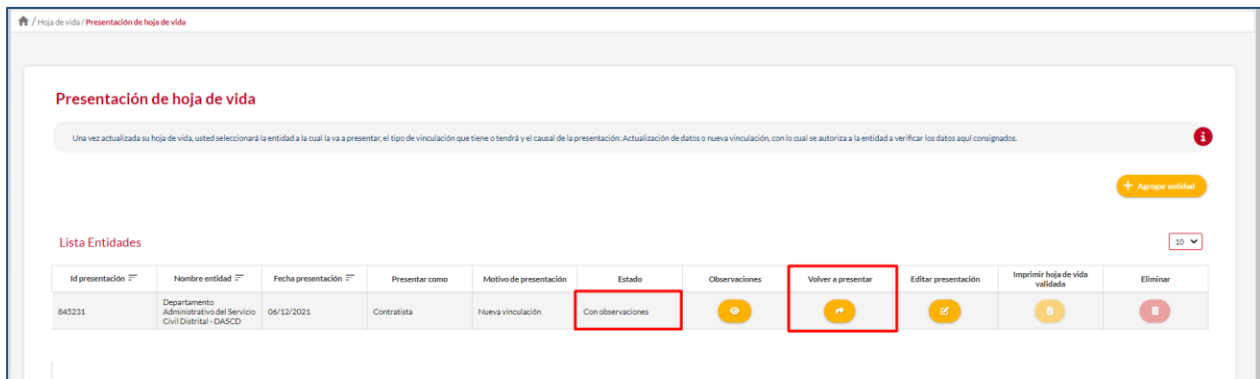 / Hoja de vida / Presentación de hoja de vida
Presentación de hoja de vida
Una vez actualizada su hoja de vida, usted seleccionará la entidad a la cual la va a presentar, el tipo de vinculación que tiene o tendrá y el causal de la presentación: Actualización de datos o nueva vinculación, con lo cual se autoriza a la entidad a verificar los datos aquí consignados.
i
+ Agregar entidad
Lista Entidades
10
Id presentación Nombre entidad Fecha presentación Presentar como Motivo de presentación Estado Observaciones Volver a presentar Editar presentación Imprimir hoja de vida validada Eliminar
845231 Departamento Administrativo del Servicio Civil Distrital - DASCD 06/12/2021 Contratista Nueva vinculación Con observaciones